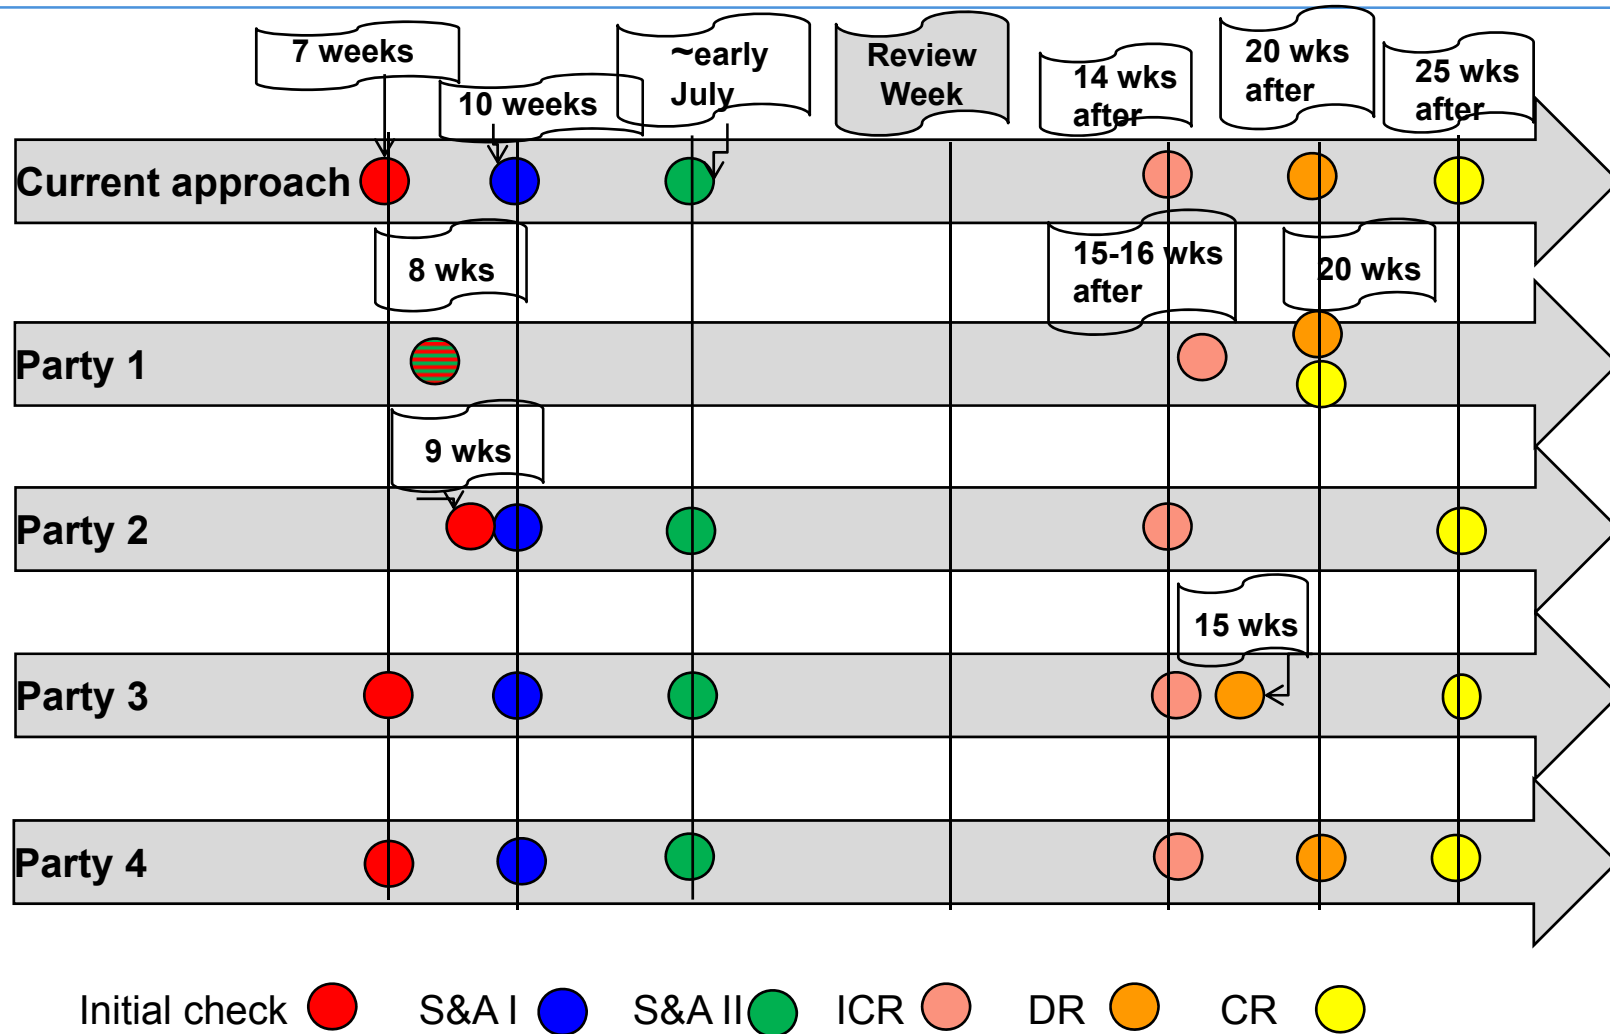 7 weeks
10 weeks
~early
July
Review
Week
14 wks
after
20 wks
after
25 wks
after
Current approach
8 wks
15-16 wks
after
20 wks
Party 1
9 wks
Party 2
15 wks
Party 3
Party 4
Initial check
S&A I
S&A II
ICR
DR
CR